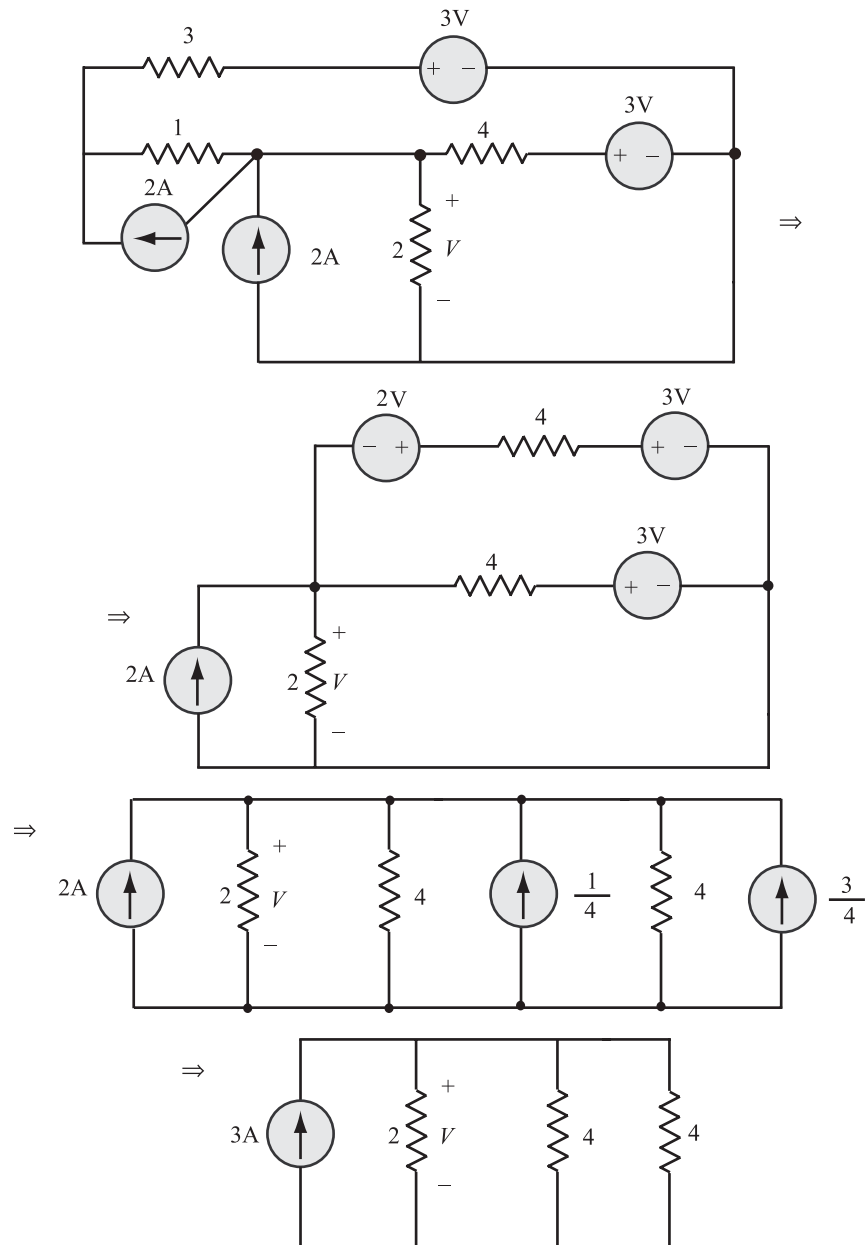 3 3V
+ −
1 4 3V
+ −
2A
2A
+
2 V
−
⇒
2V 4 3V
− + + −
4 3V
+ −
⇒
+
2A 2 V
−
⇒
+
2A 2 V 4 1/4 4 3/4
−
⇒
+
3A 2 V 4 4
−